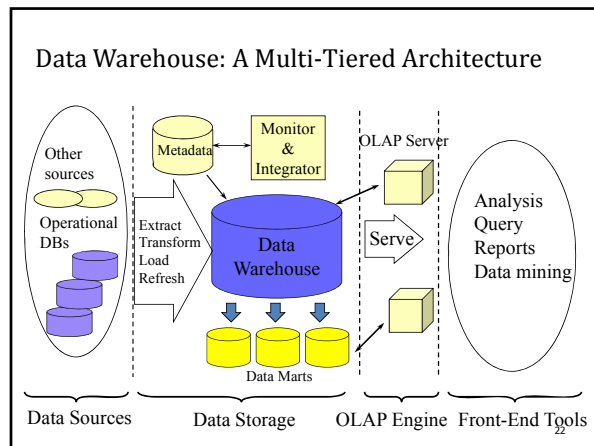 Data Warehouse: A Multi-Tiered Architecture
Other
sources
Operational
DBs
Extract
Transform
Load
Refresh
Metadata
Monitor
&
Integrator
Data
Warehouse
Data Marts
OLAP Server
Serve
Analysis
Query
Reports
Data mining
Data Sources
Data Storage
OLAP Engine
Front-End Tools
22